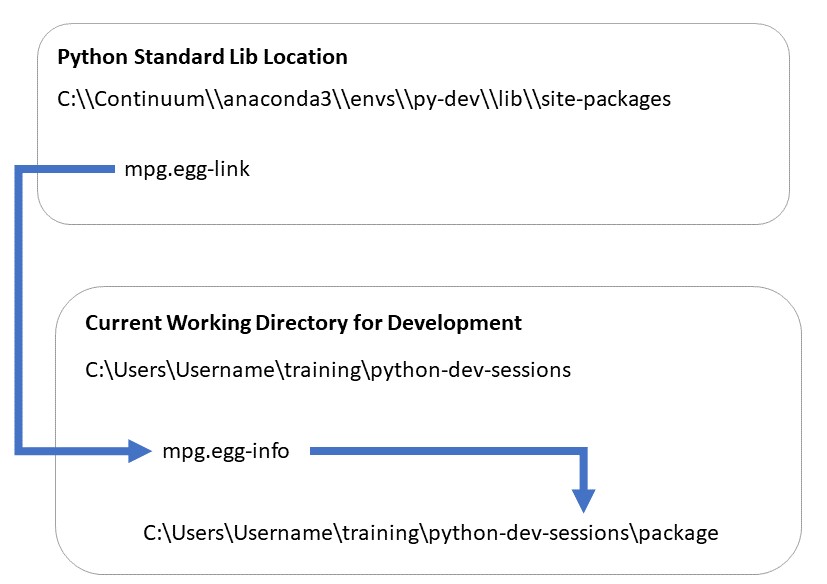 Python Standard Lib Location
C:\\Continuum\\anaconda3\\envs\\py-dev\\lib\\site-packages
mpg.egg-link
Current Working Directory for Development
C:\Users\Username\training\python-dev-sessions
mpg.egg-info
C:\Users\Username\training\python-dev-sessions\package